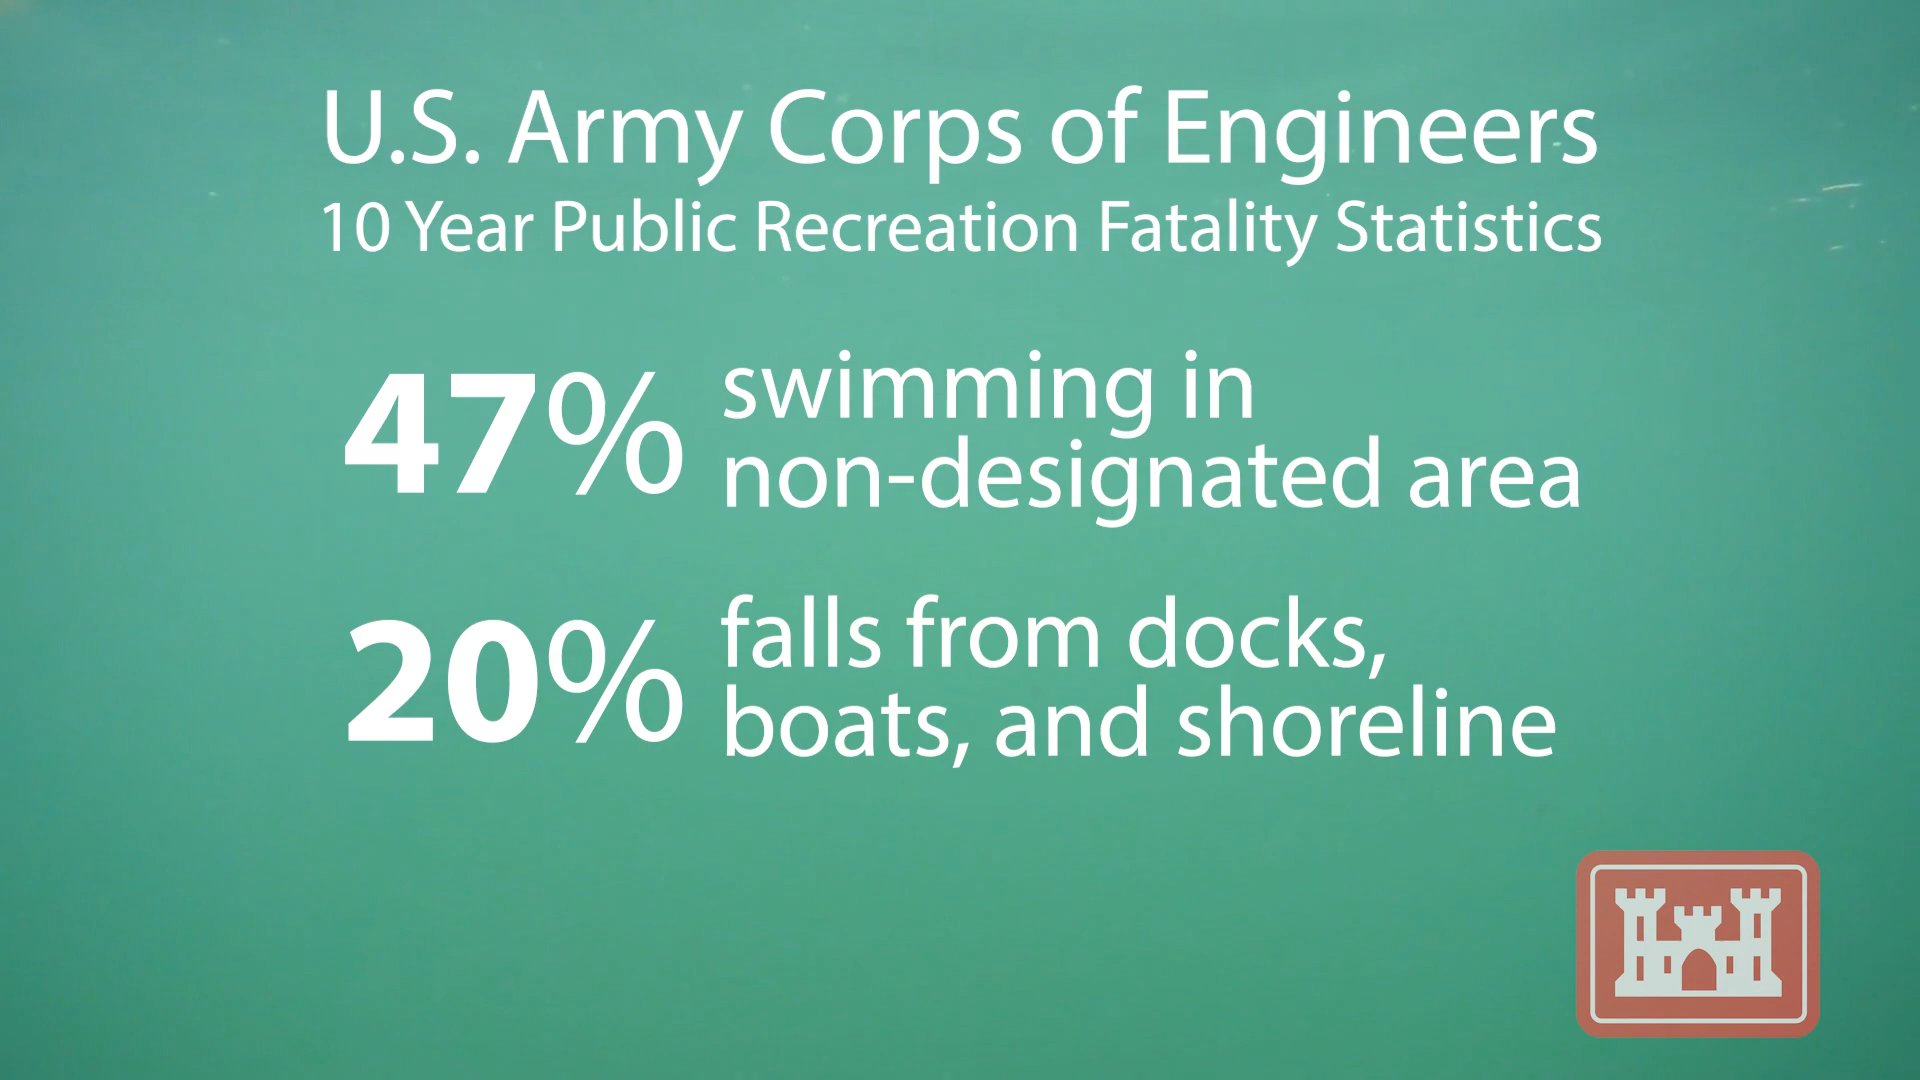 U.S. Army Corps of Engineers
10 Year Public Recreation Fatality Statistics
47% swimming in
non-designated area
20% falls from docks,
boats, and shoreline